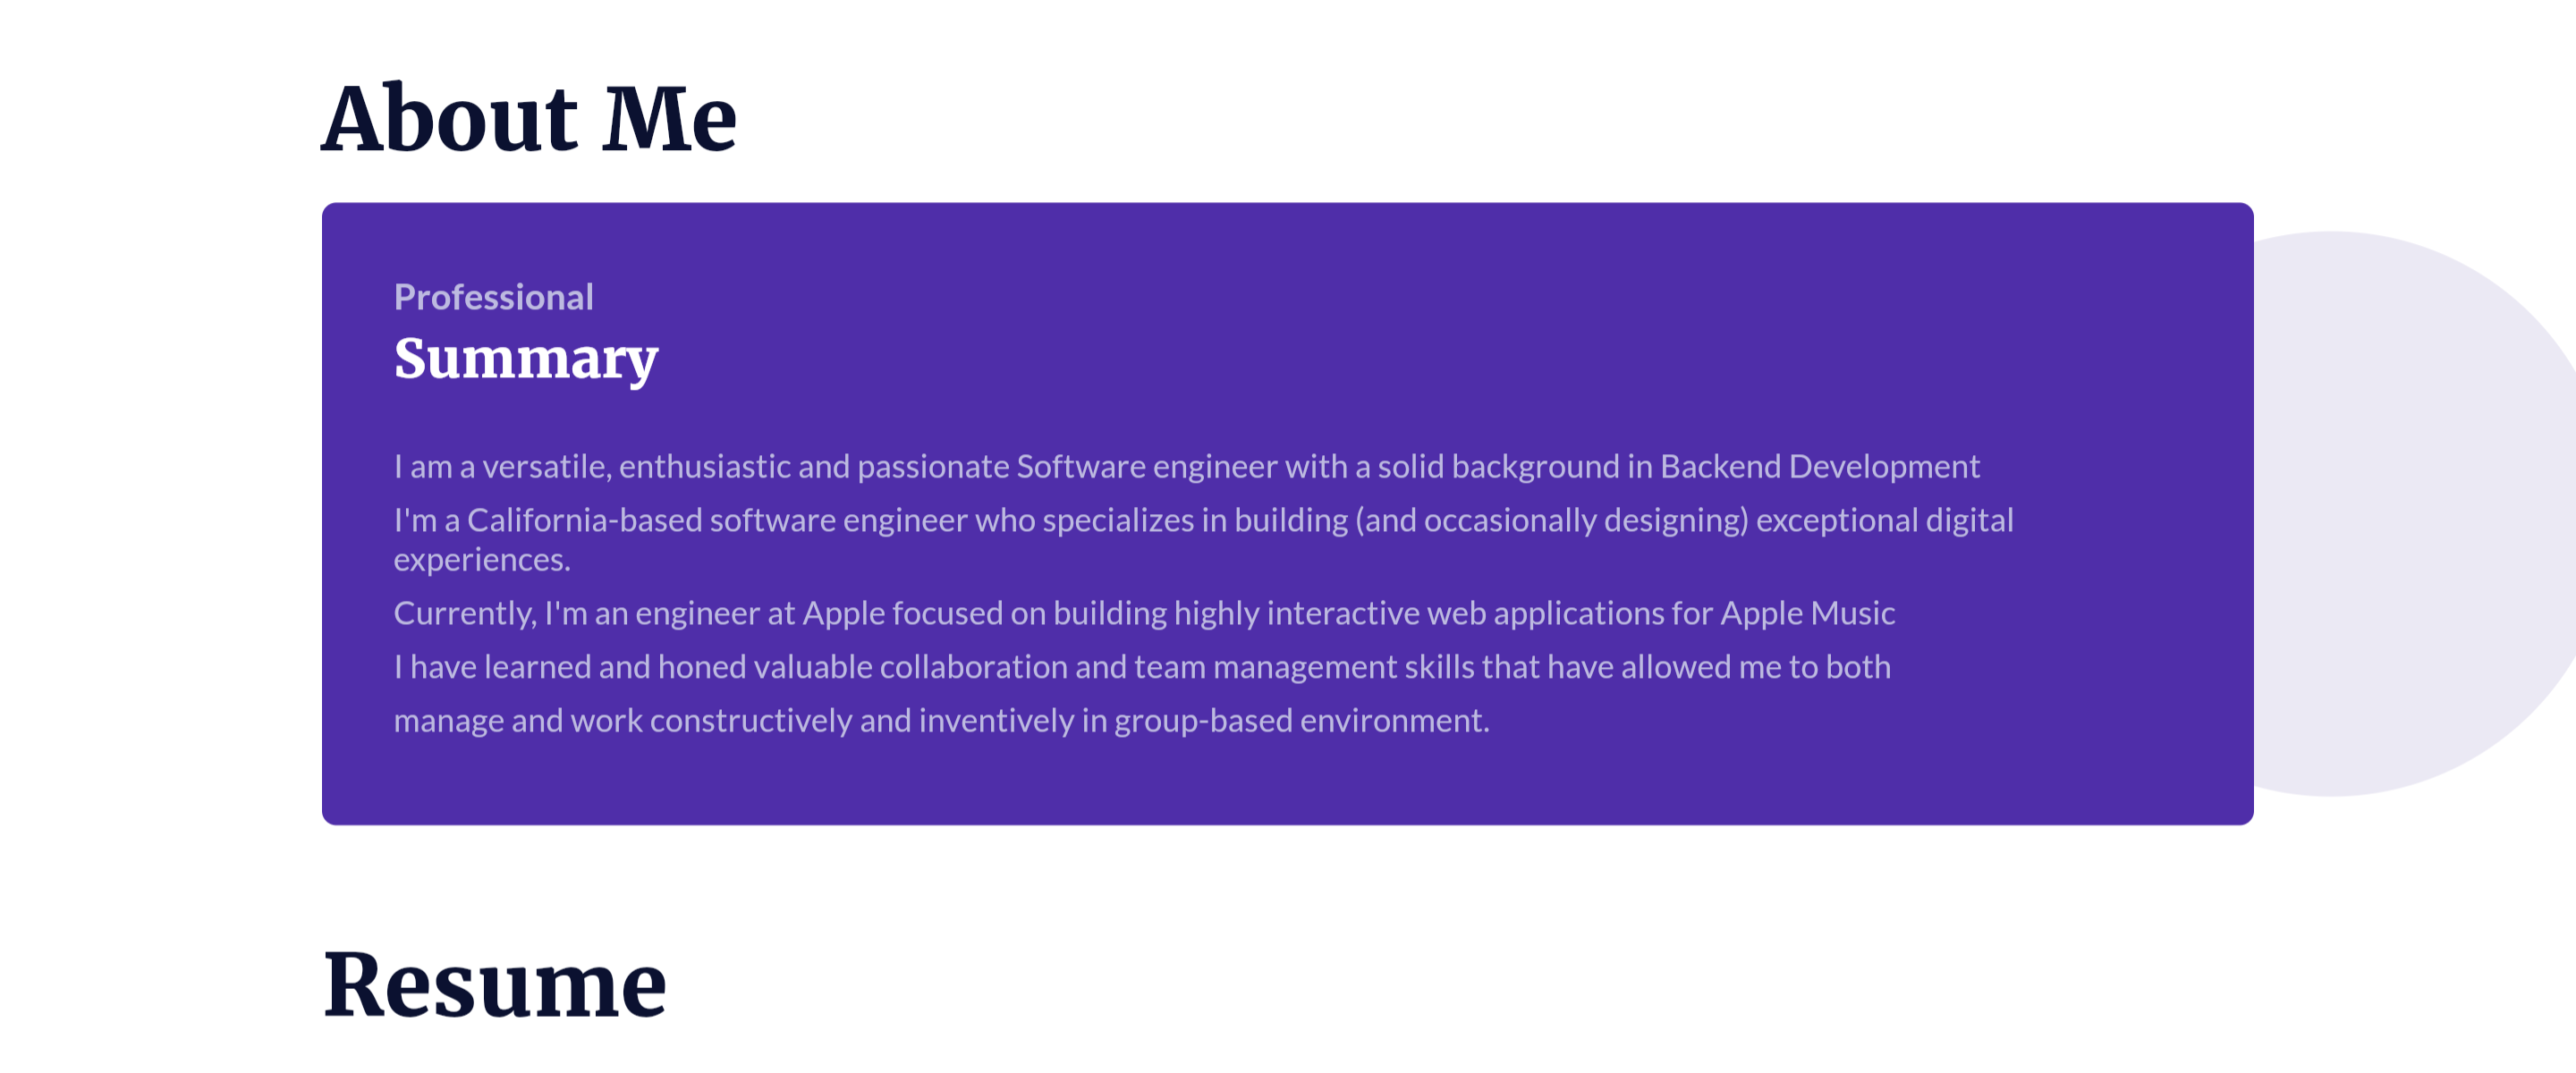 About Me
Professional
Summary
I am a versatile, enthusiastic and passionate Software engineer with a solid background in Backend Development
I'm a California-based software engineer who specializes in building (and occasionally designing) exceptional digital
experiences.
Currently, I'm an engineer at Apple focused on building highly interactive web applications for Apple Music
I have learned and honed valuable collaboration and team management skills that have allowed me to both
manage and work constructively and inventively in group-based environment.
Resume